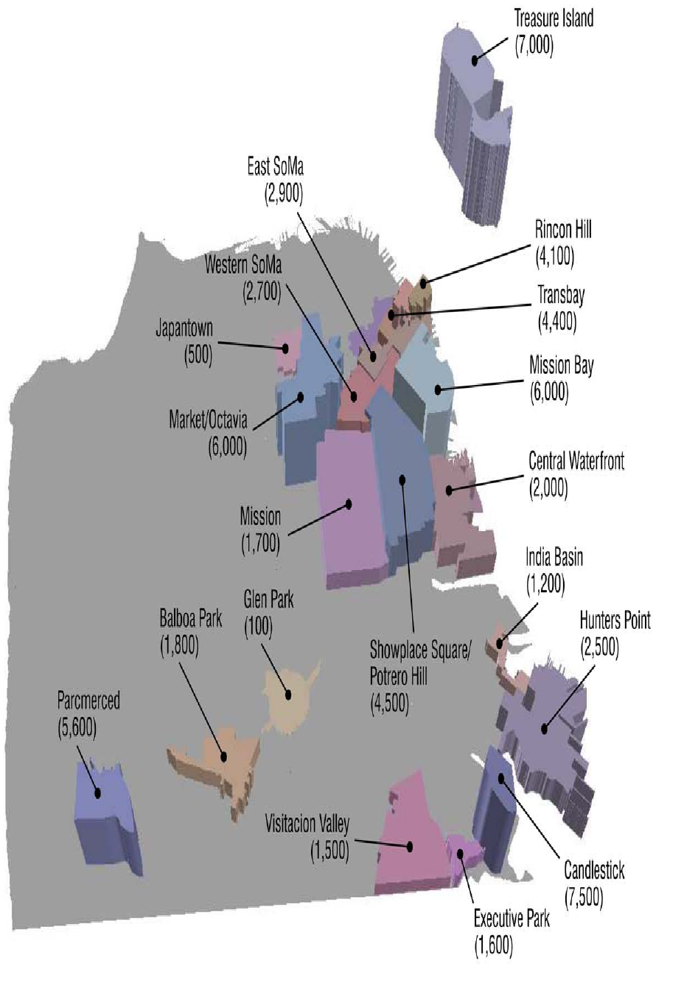 Treasure Island
(7,000)
East SoMa
(2,900)
Rincon Hill
(4,100)
Western SoMa
(2,700)
Transbay
(4,400)
Japantown
(500)
Mission Bay
(6,000)
Market/Octavia
(6,000)
Central Waterfront
(2,000)
Mission
(1,700)
India Basin
(1,200)
Glen Park
(100)
Balboa Park
(1,800)
Hunters Point
(2,500)
Showplace Square/
Potrero Hill
(4,500)
Parcmerced
(5,600)
Visitacion Valley
(1,500)
Candlestick
(7,500)
Executive Park
(1,600)